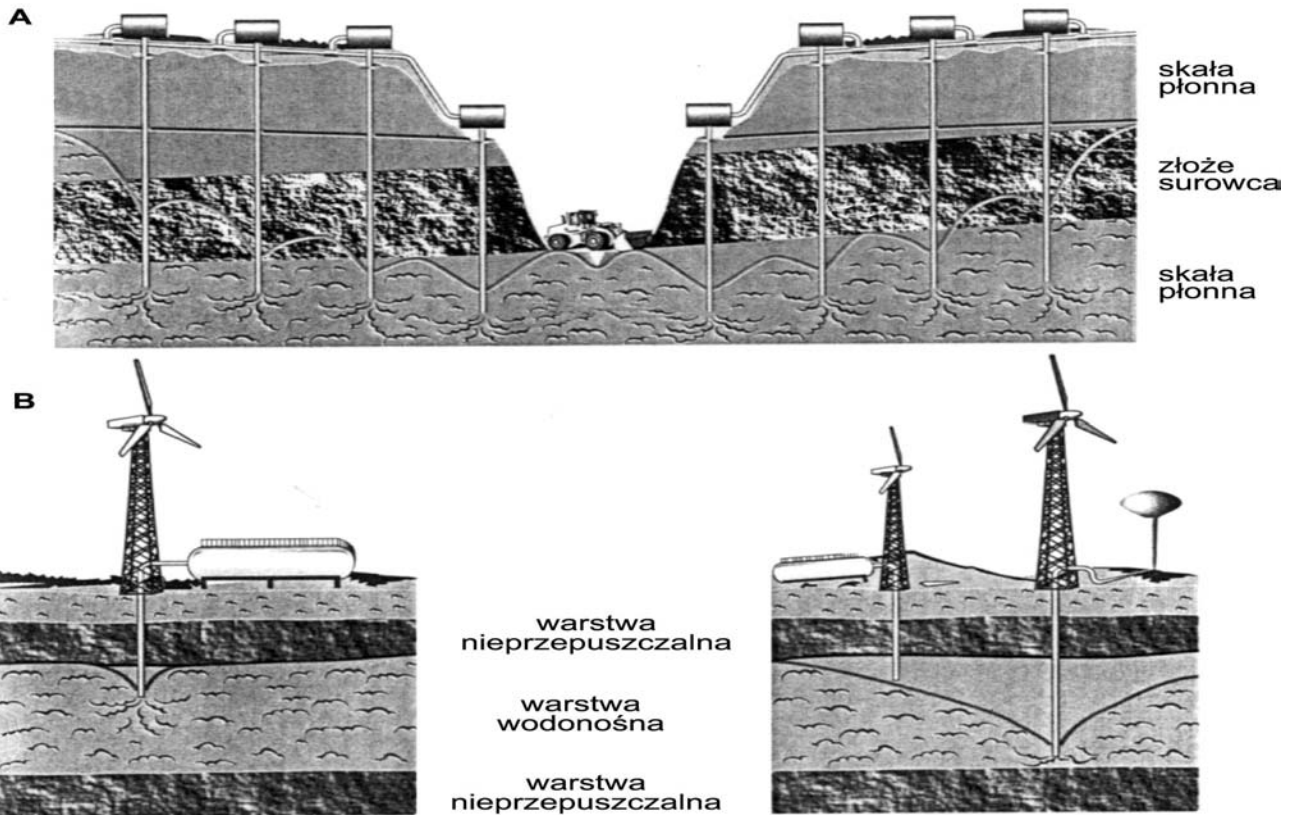 A
skała
płonna
złoże
surowca
skała
płonna
B
warstwa
nieprzepuszczalna
warstwa
wodonośna
warstwa
nieprzepuszczalna